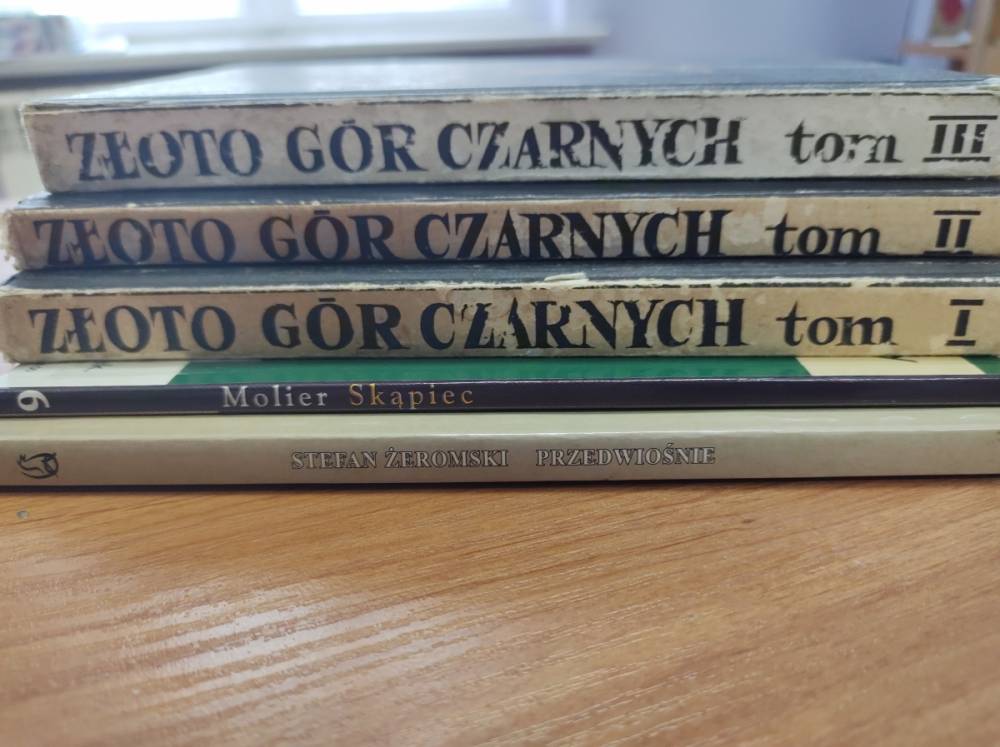 ZŁOTO GÓR CZARNYCH tom III
ZŁOTO GÓR CZARNYCH tom II
ZŁOTO GÓR CZARNYCH tom I
9 Molier Skąpiec
STEFAN ŻEROMSKI PRZEDWIOŚNIE